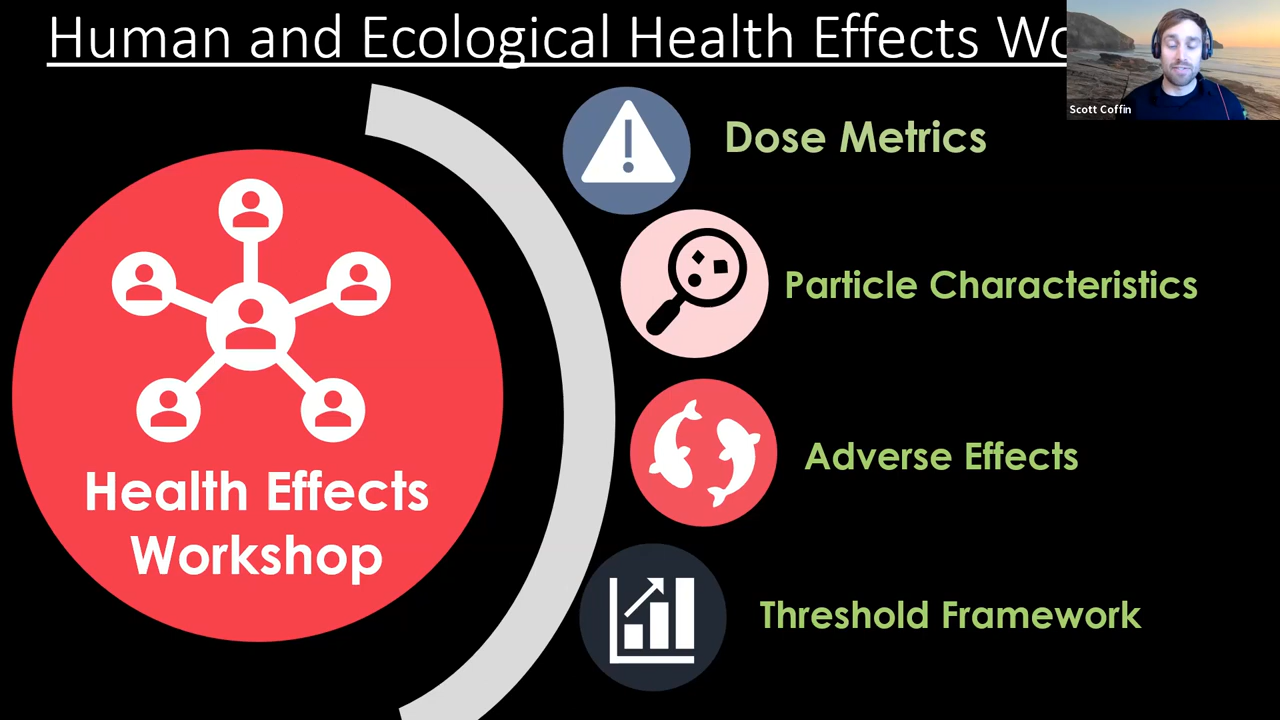 Human and Ecological Health Effects Wo
Scott Coffin
Dose Metrics
Particle Characteristics
Adverse Effects
Threshold Framework
Health Effects
Workshop